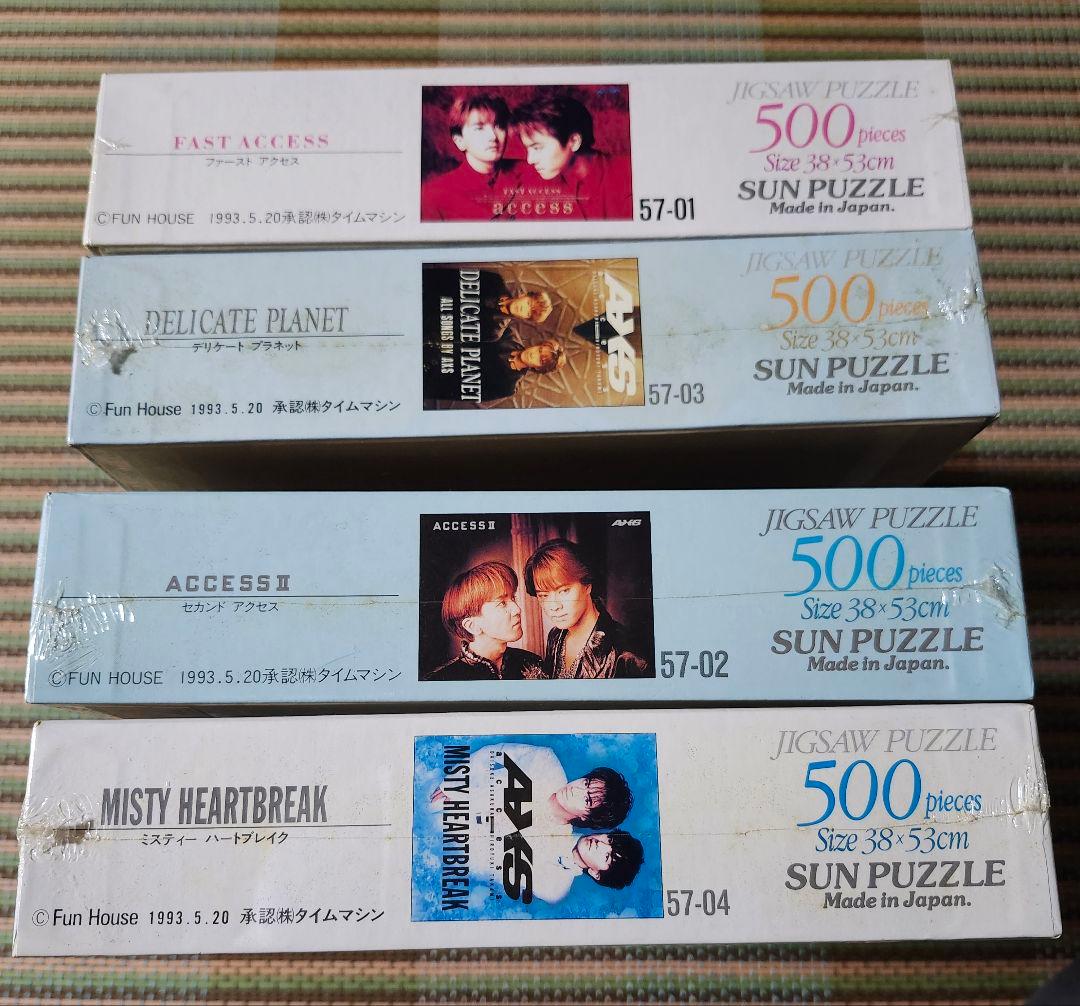 FAST ACCESS
ファースト アクセス
©FUN HOUSE 1993.5.20承認(株)タイムマシン
FAST ACCESS
access
57-01
JIGSAW PUZZLE
500 pieces
Size 38×53cm
SUN PUZZLE
Made in Japan.
DELICATE PLANET
デリケート プラネット
©Fun House 1993.5.20 承認(株)タイムマシン
AXS
access
DELICATE PLANET
ALL SONGS BY AXS
57-03
JIGSAW PUZZLE
500 pieces
Size 38×53cm
SUN PUZZLE
Made in Japan.
ACCESS II
セカンド アクセス
©FUN HOUSE 1993.5.20承認(株)タイムマシン
ACCESS II
AXS
57-02
JIGSAW PUZZLE
500 pieces
Size 38×53cm
SUN PUZZLE
Made in Japan.
MISTY HEARTBREAK
ミスティー ハートブレイク
©Fun House 1993.5.20 承認(株)タイムマシン
AXS
access
MISTY HEARTBREAK
57-04
JIGSAW PUZZLE
500 pieces
Size 38×53cm
SUN PUZZLE
Made in Japan.